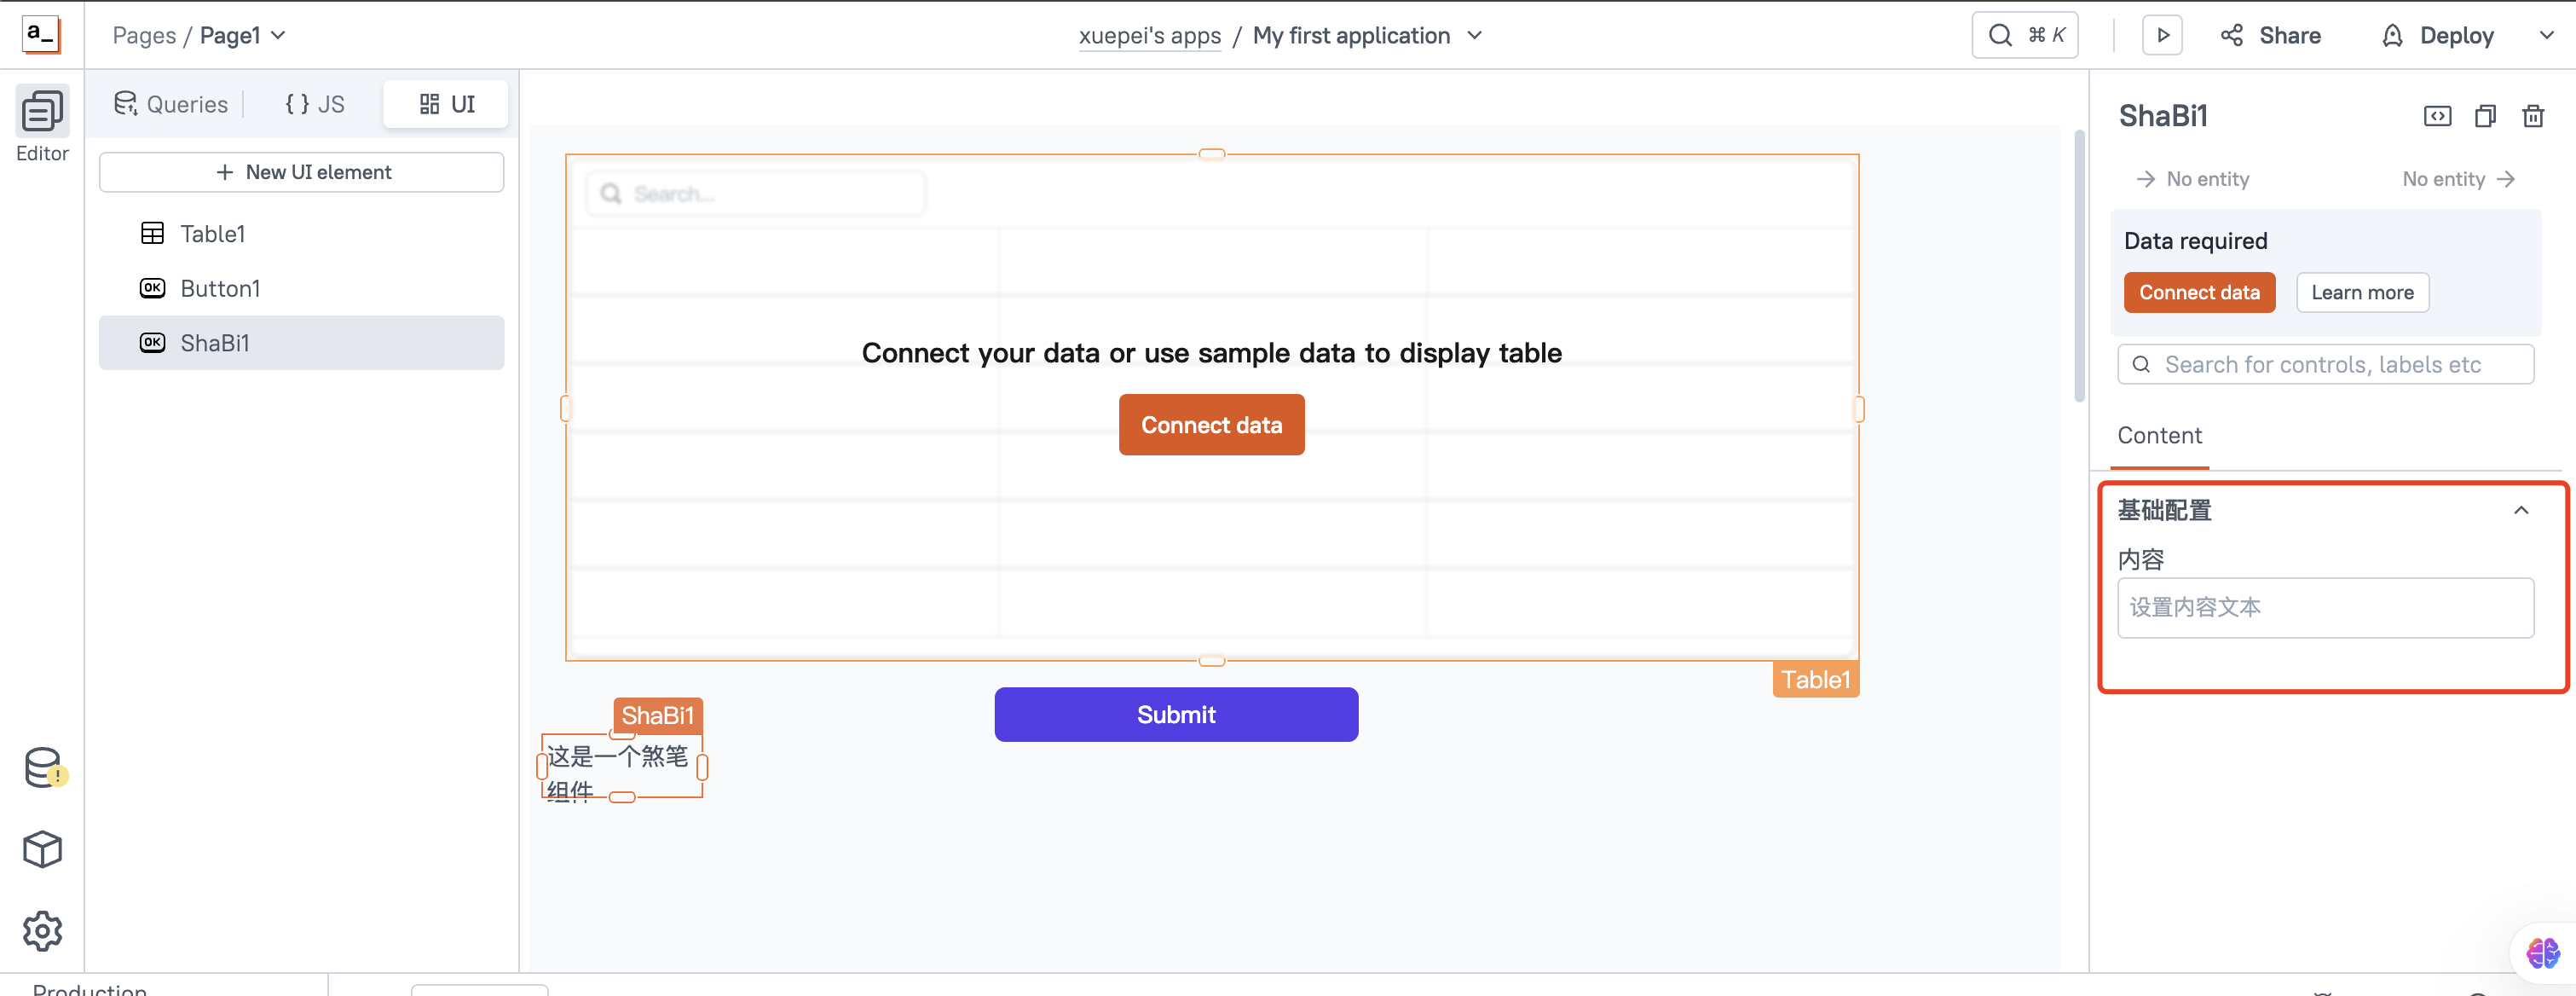 a_
Pages / Page1
xuepei's apps / My first application
⌘ K
Share
Deploy
Editor
Queries
{ } JS
UI
+ New UI element
Table1
OK Button1
OK ShaBi1
Search...
Connect your data or use sample data to display table
Connect data
Table1
Submit
ShaBi1
这是一个煞笔
组件
ShaBi1
No entity
No entity
Data required
Connect data
Learn more
Search for controls, labels etc
Content
基础配置
内容
设置内容文本
Production